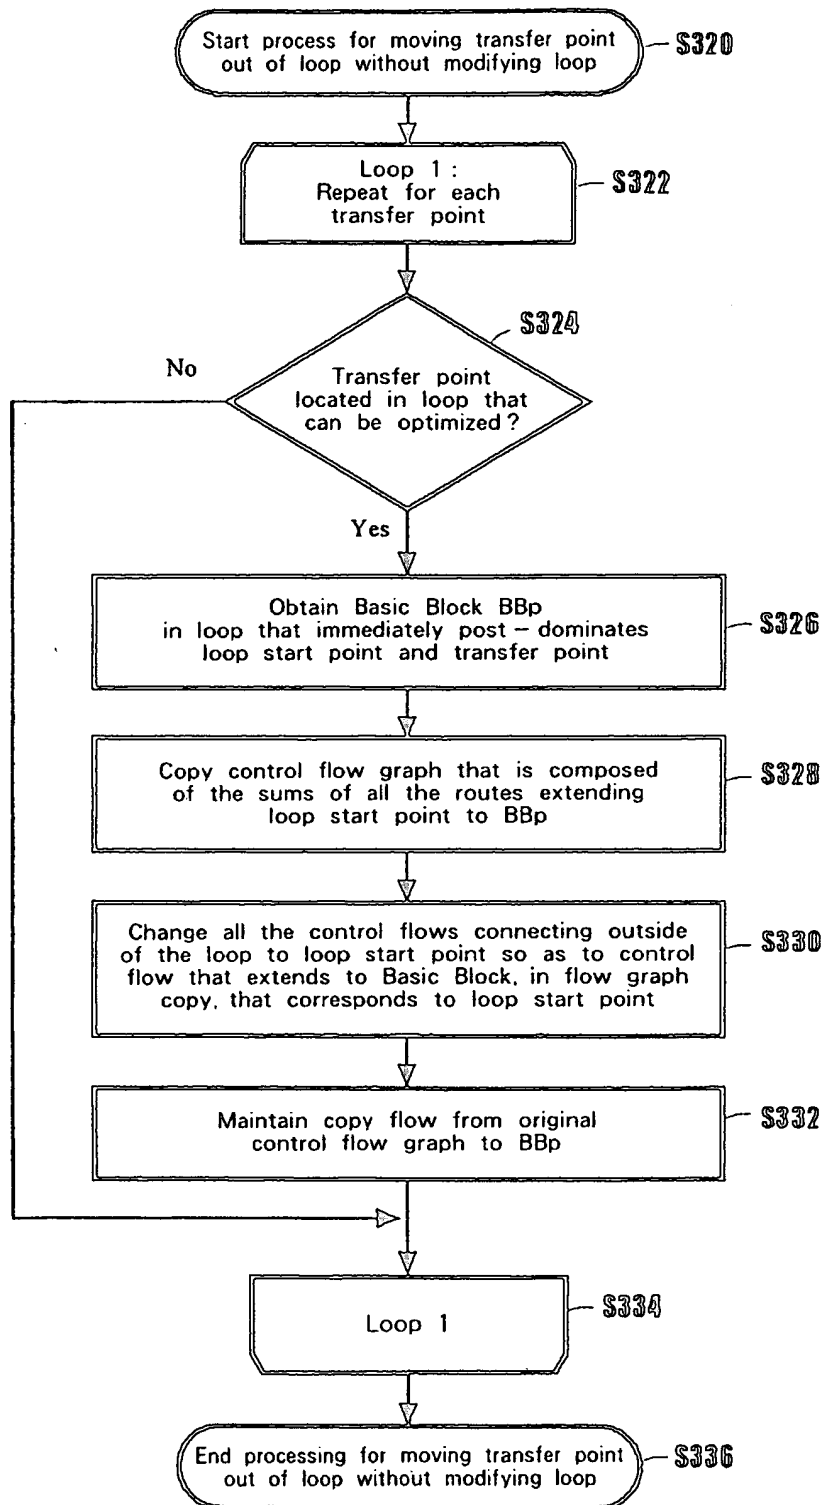 Start process for moving transfer point
out of loop without modifying loop
S320
Loop 1 :
Repeat for each
transfer point
S322
S324
No
Transfer point
located in loop that
can be optimized ?
Yes
Obtain Basic Block BBp
in loop that immediately post-dominates
loop start point and transfer point
S326
Copy control flow graph that is composed
of the sums of all the routes extending
loop start point to BBp
S328
Change all the control flows connecting outside
of the loop to loop start point so as to control
flow that extends to Basic Block, in flow graph
copy, that corresponds to loop start point
S330
Maintain copy flow from original
control flow graph to BBp
S332
Loop 1
S334
End processing for moving transfer point
out of loop without modifying loop
S336